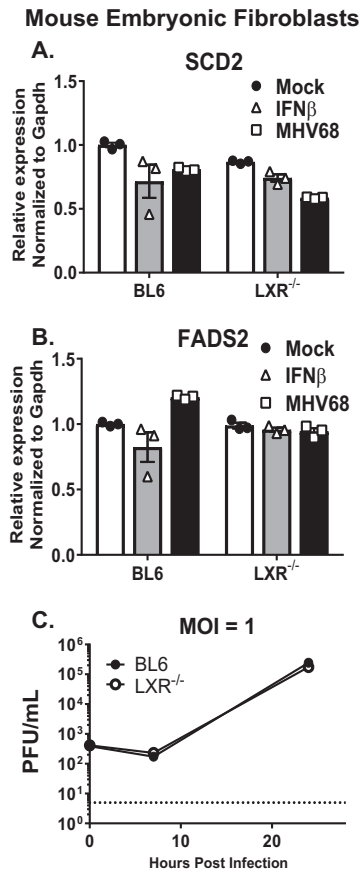 Mouse Embryonic Fibroblasts
A.
SCD2
Relative expression
Normalized to Gapdh
1.5
1.0
0.5
0.0
Mock
IFNβ
MHV68
BL6
LXR-/-
B.
FADS2
Relative expression
Normalized to Gapdh
1.5
1.0
0.5
0.0
Mock
IFNβ
MHV68
BL6
LXR-/-
C.
MOI = 1
PFU/mL
10^6
10^5
10^4
10^3
10^2
10^1
10^0
BL6
LXR-/-
0
10
20
Hours Post Infection